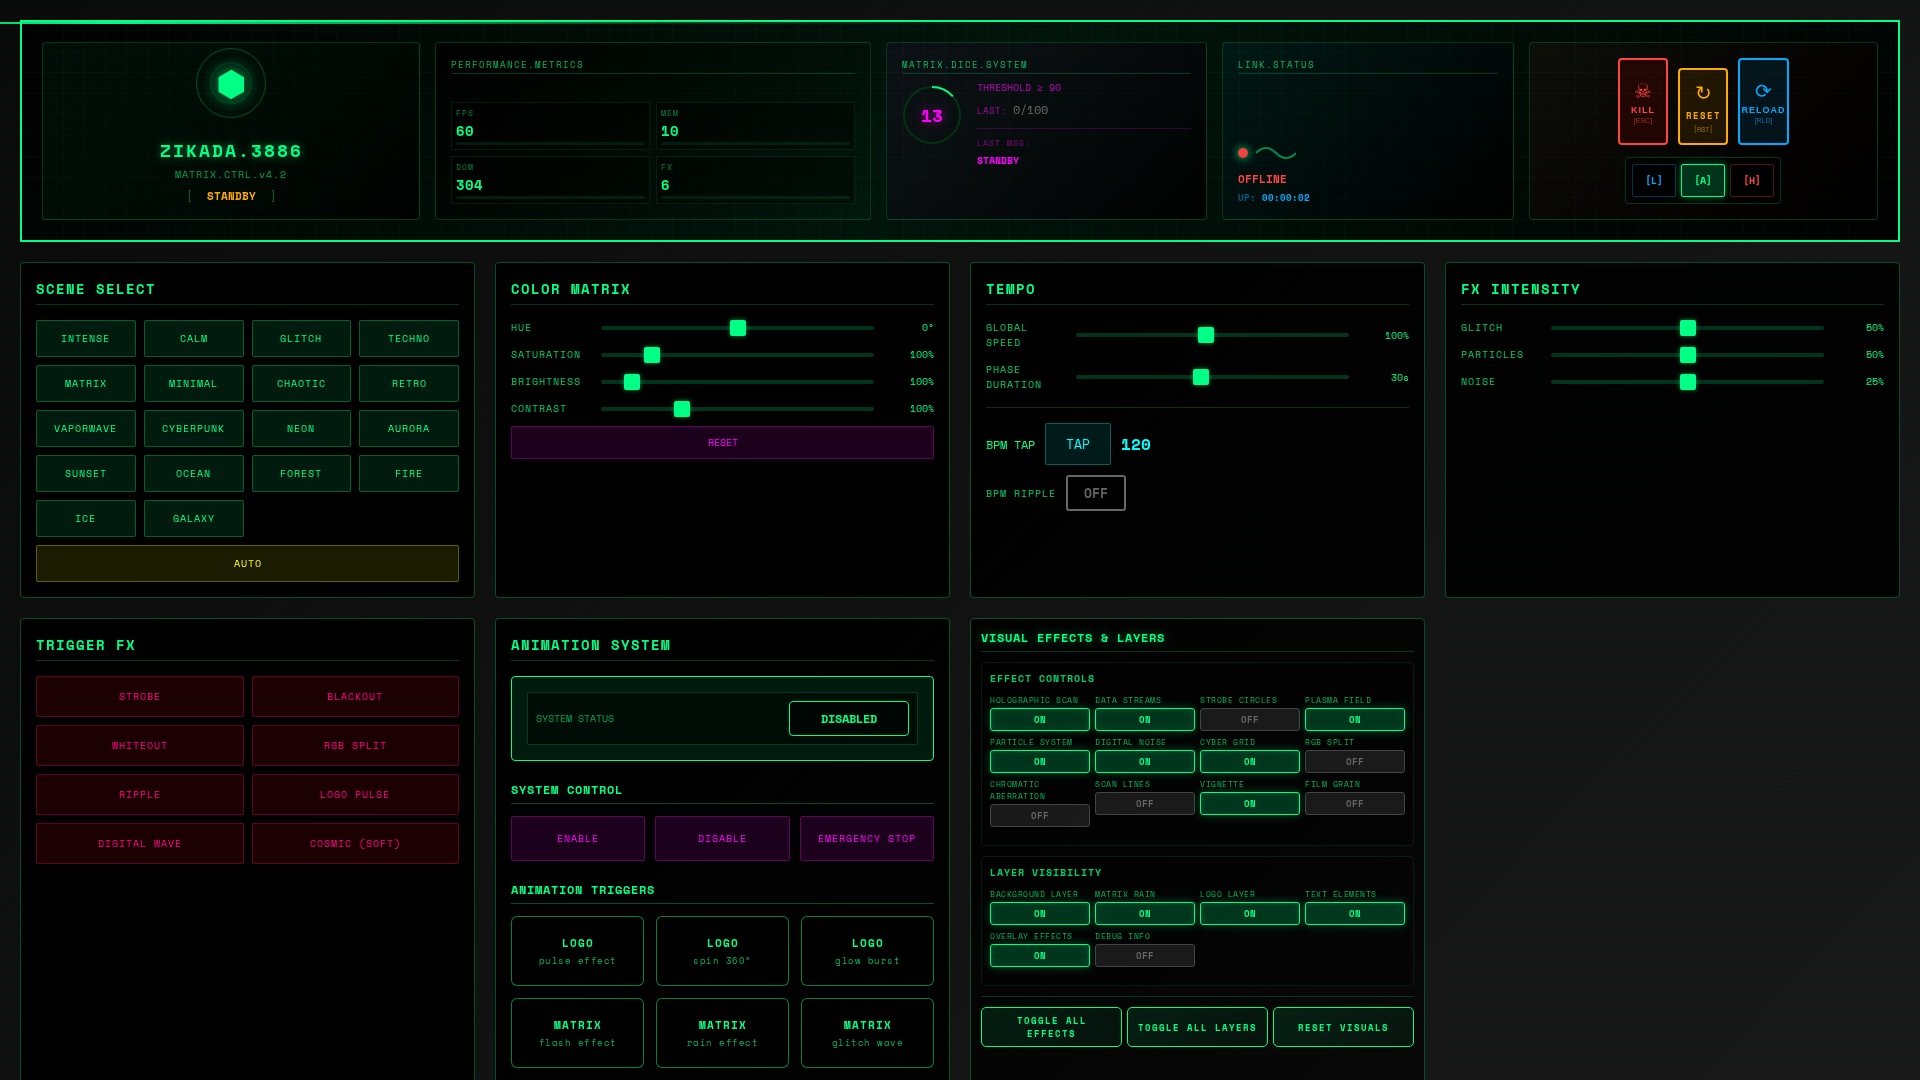 ZIKADA.3886
MATRIX.CTRL.v4.2
[ STANDBY ]
PERFORMANCE.METRICS
FPS
60
MEM
10
DOM
304
FX
6
MATRIX.DICE.SYSTEM
13
THRESHOLD ≥ 90
LAST: 0/100
LAST MSG:
STANDBY
LINK.STATUS
OFFLINE
UP: 00:00:02
KILL
[ESC]
RESET
[RST]
RELOAD
[RLD]
[L]
[A]
[H]
SCENE SELECT
INTENSE
CALM
GLITCH
TECHNO
MATRIX
MINIMAL
CHAOTIC
RETRO
VAPORWAVE
CYBERPUNK
NEON
AURORA
SUNSET
OCEAN
FOREST
FIRE
ICE
GALAXY
AUTO
COLOR MATRIX
HUE 0°
SATURATION 100%
BRIGHTNESS 100%
CONTRAST 100%
RESET
TEMPO
GLOBAL
SPEED
100%
PHASE
DURATION
30s
BPM TAP TAP 120
BPM RIPPLE OFF
FX INTENSITY
GLITCH 50%
PARTICLES 50%
NOISE 25%
TRIGGER FX
STROBE
BLACKOUT
WHITEOUT
RGB SPLIT
RIPPLE
LOGO PULSE
DIGITAL WAVE
COSMIC (SOFT)
ANIMATION SYSTEM
SYSTEM STATUS DISABLED
SYSTEM CONTROL
ENABLE
DISABLE
EMERGENCY STOP
ANIMATION TRIGGERS
LOGO
pulse effect
LOGO
spin 360°
LOGO
glow burst
MATRIX
flash effect
MATRIX
rain effect
MATRIX
glitch wave
VISUAL EFFECTS & LAYERS
EFFECT CONTROLS
HOLOGRAPHIC SCAN
ON
DATA STREAMS
ON
STROBE CIRCLES
OFF
PLASMA FIELD
ON
PARTICLE SYSTEM
ON
DIGITAL NOISE
ON
CYBER GRID
ON
RGB SPLIT
OFF
CHROMATIC
ABERRATION
OFF
SCAN LINES
OFF
VIGNETTE
ON
FILM GRAIN
OFF
LAYER VISIBILITY
BACKGROUND LAYER
ON
MATRIX RAIN
ON
LOGO LAYER
ON
TEXT ELEMENTS
ON
OVERLAY EFFECTS
ON
DEBUG INFO
OFF
TOGGLE ALL
EFFECTS
TOGGLE ALL LAYERS
RESET VISUALS